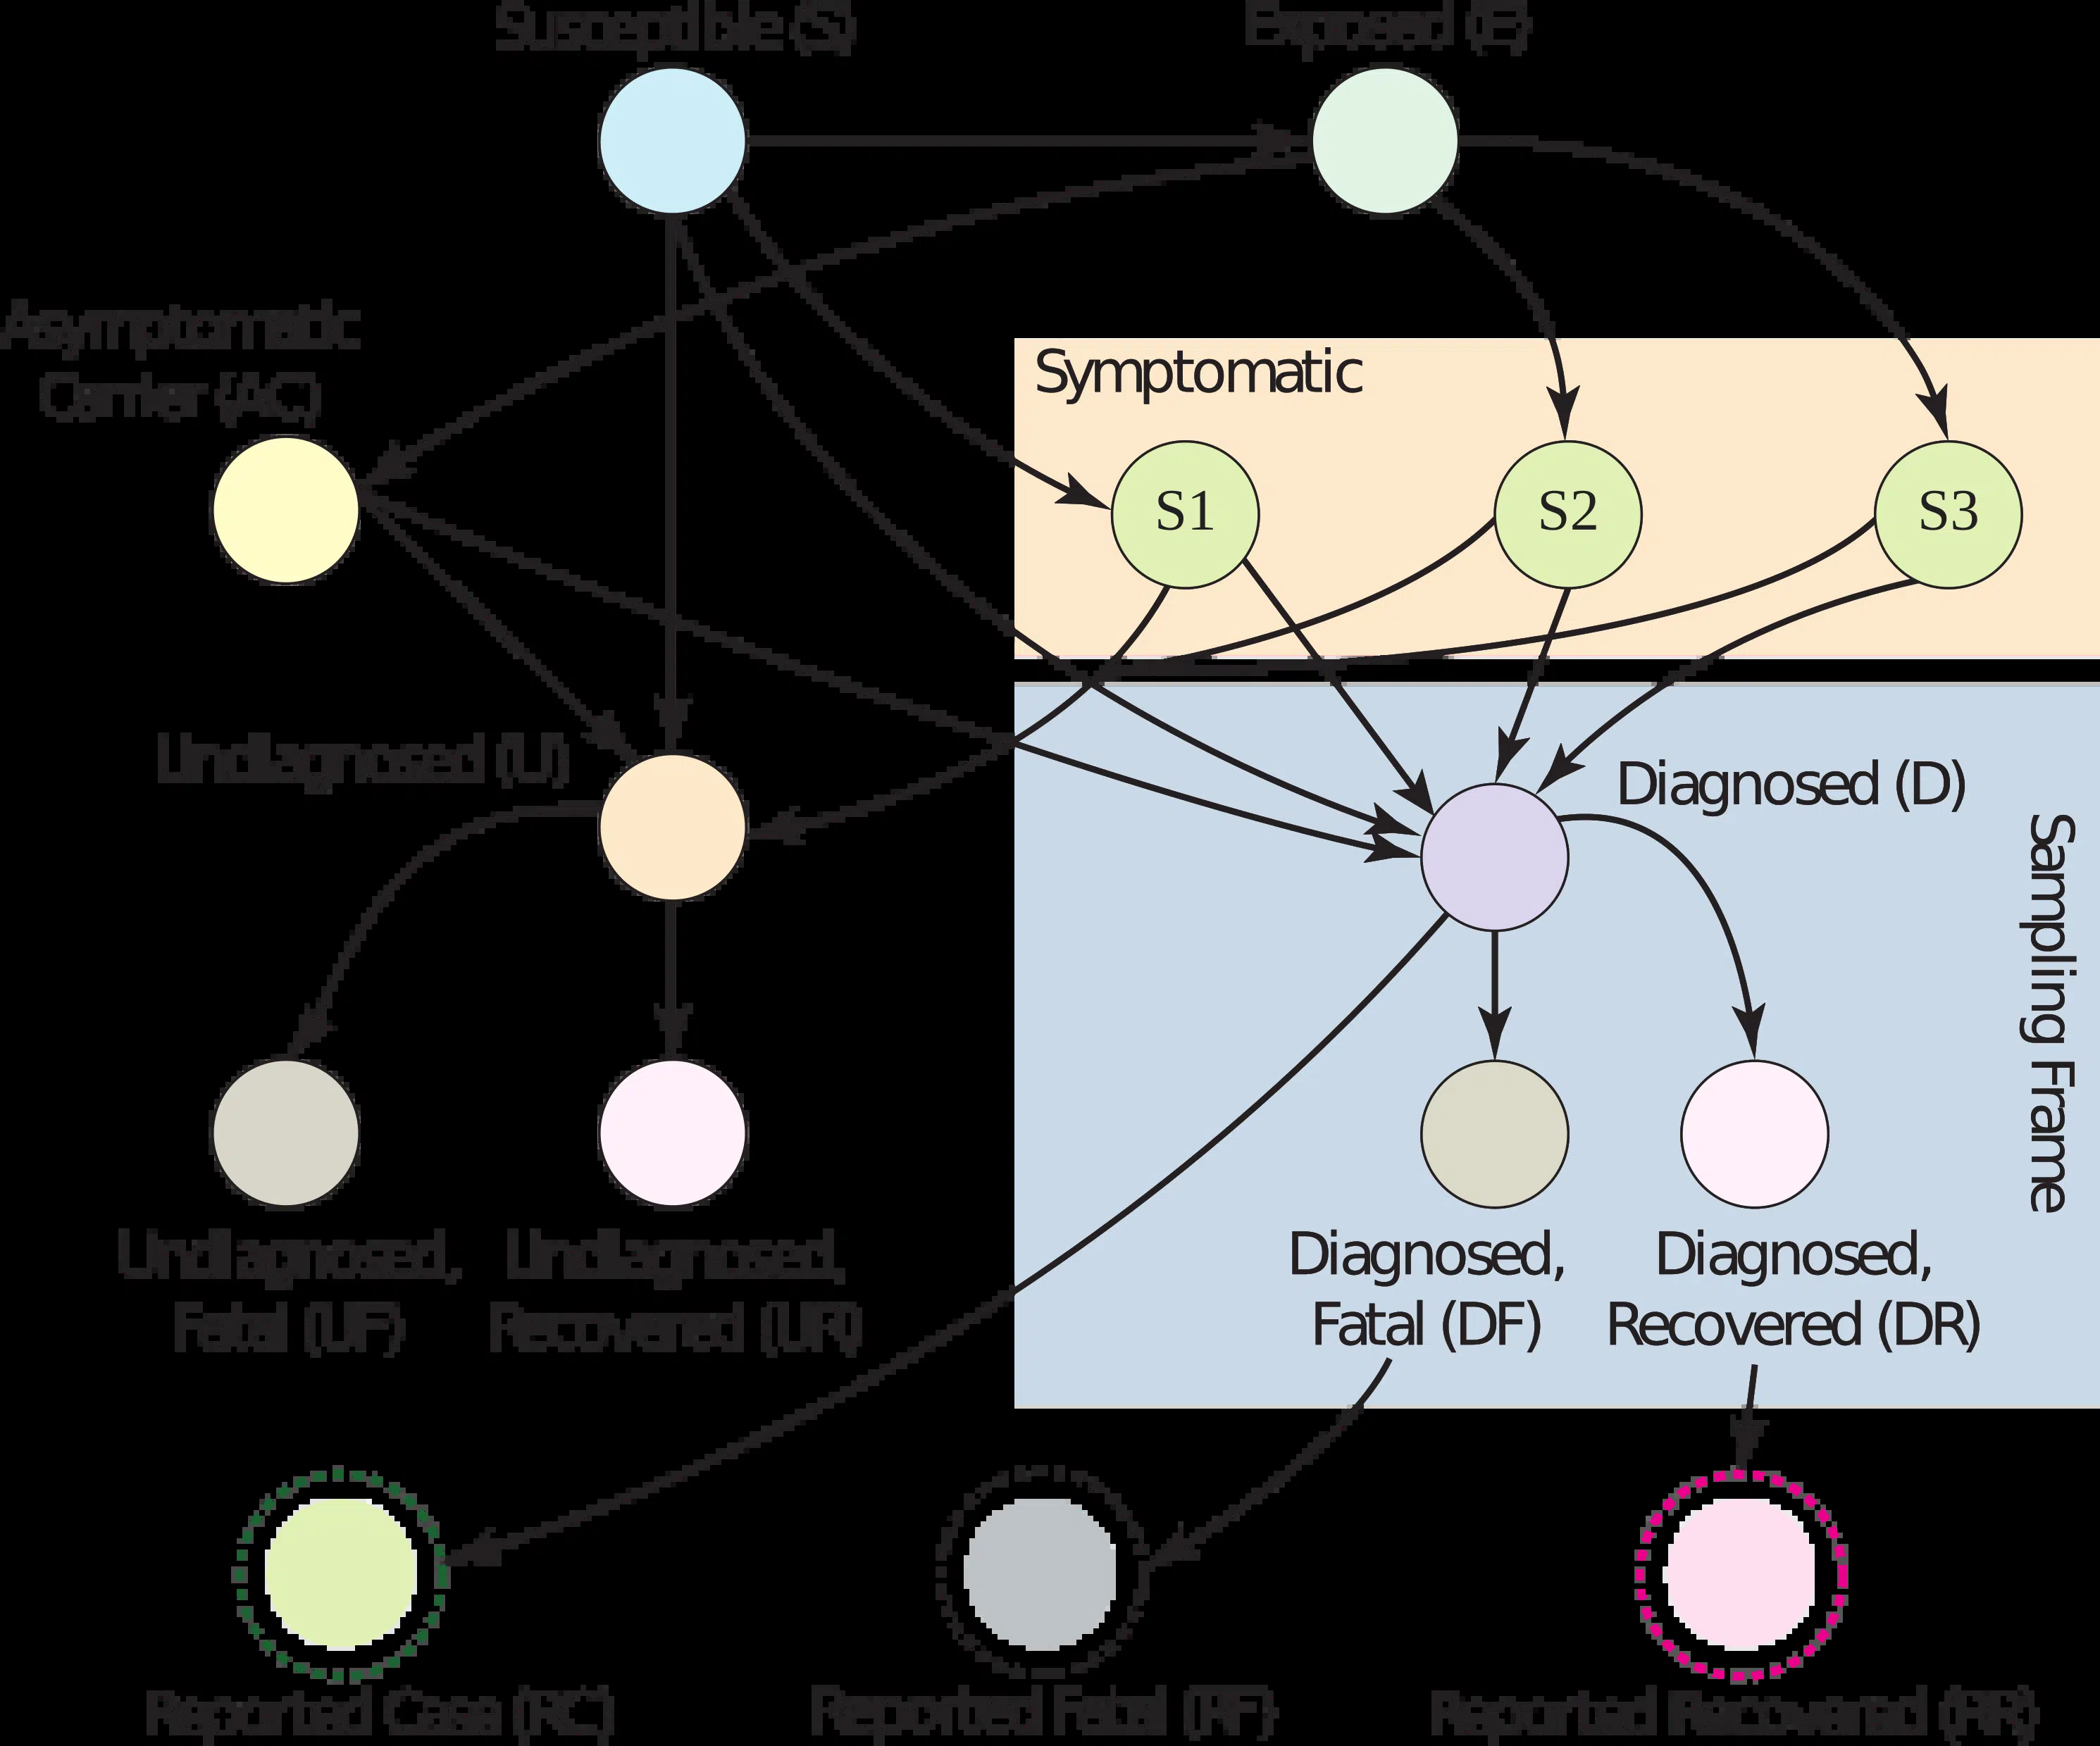 Susceptible (S)
Exposed (E)
Asymptomatic
Carrier (AC)
Symptomatic
S1
S2
S3
Undiagnosed (U)
Diagnosed (D)
Sampling Frame
Undiagnosed,
Fatal (UF)
Undiagnosed,
Recovered (UR)
Diagnosed,
Fatal (DF)
Diagnosed,
Recovered (DR)
Reported Case (RC)
Reported Fatal (RF)
Reported Recovered (RR)